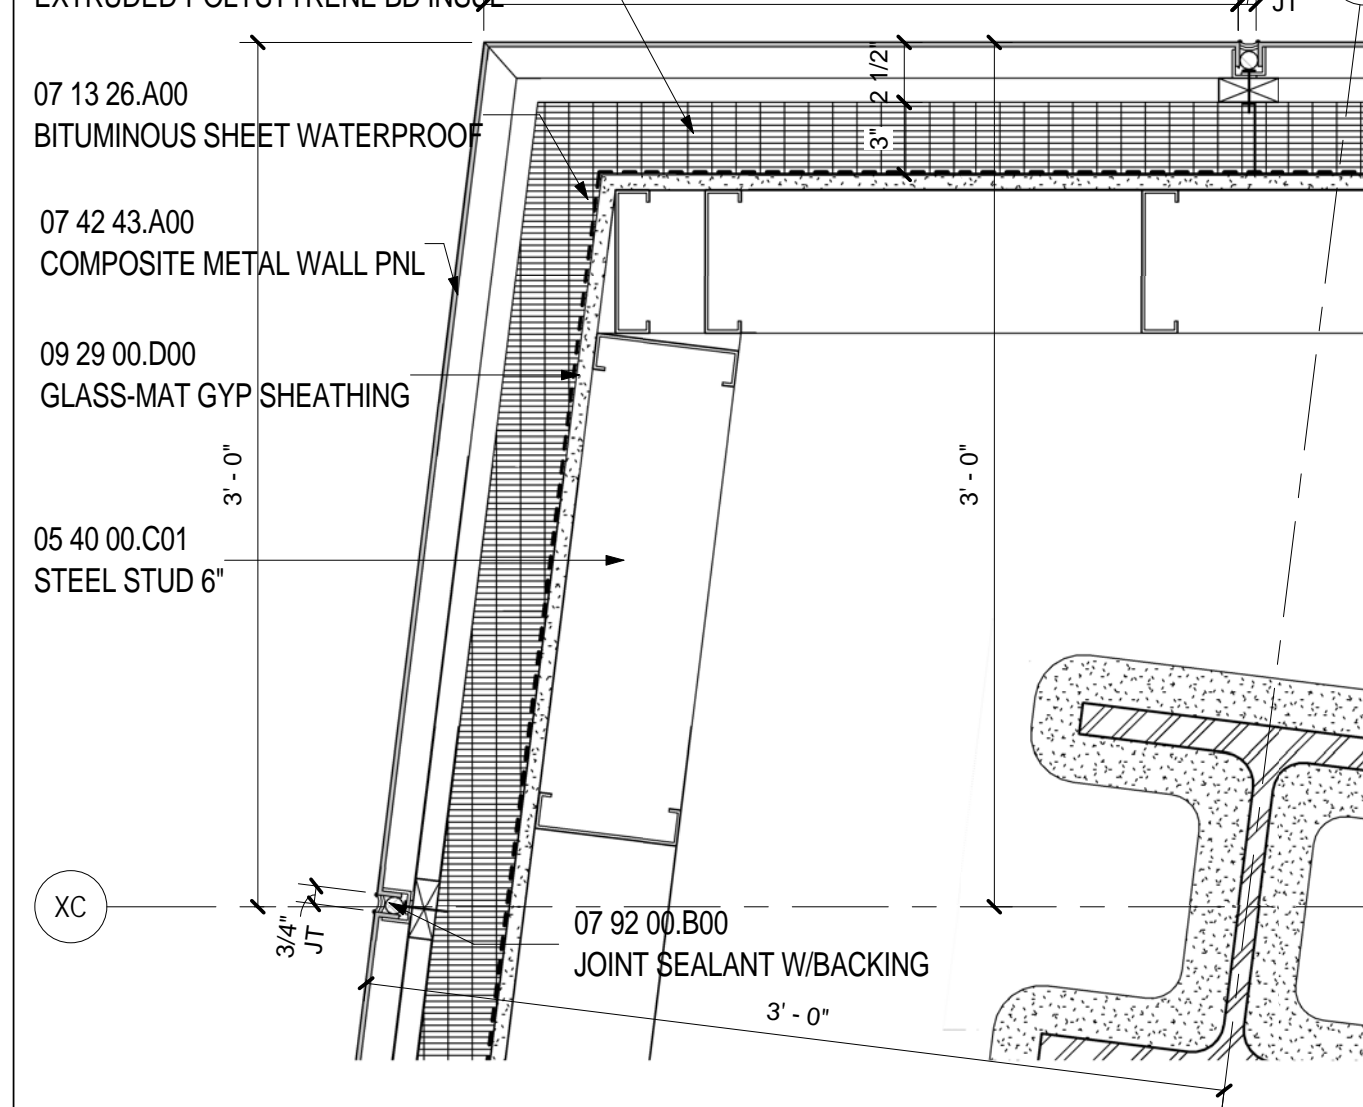 EXTRUDED POLYSTYRENE BD INSUL
JT
2 1/2"
3"
07 13 26.A00
BITUMINOUS SHEET WATERPROOF
07 42 43.A00
COMPOSITE METAL WALL PNL
09 29 00.D00
GLASS-MAT GYP SHEATHING
3' - 0"
3' - 0"
05 40 00.C01
STEEL STUD 6"
XC
3/4"
JT
07 92 00.B00
JOINT SEALANT W/BACKING
3' - 0"